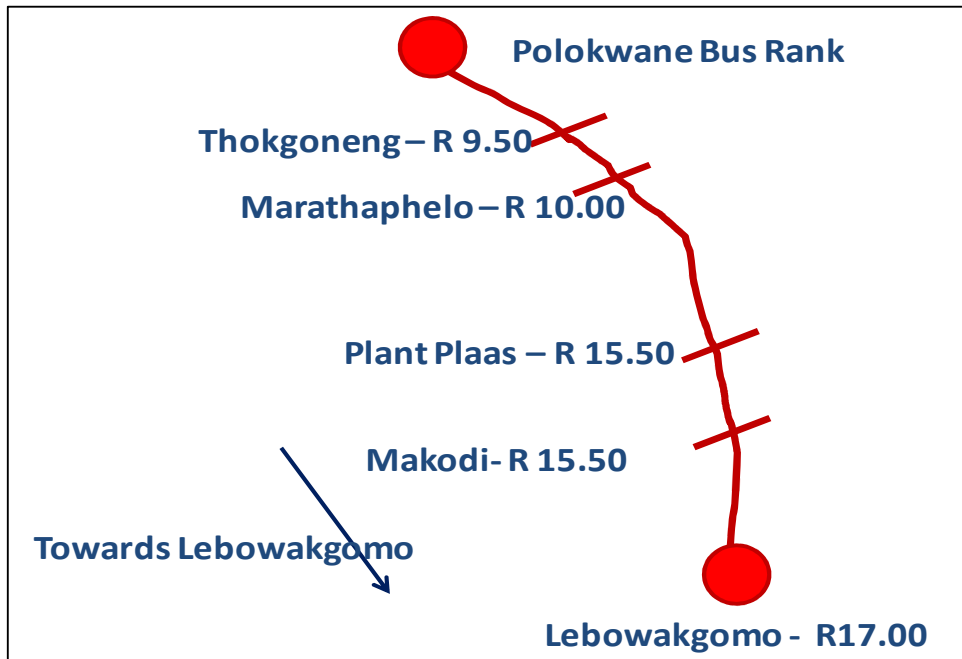 Polokwane Bus Rank
Thokgoneng – R 9.50
Marathaphelo – R 10.00
Plant Plaas – R 15.50
Makodi- R 15.50
Towards Lebowakgomo
Lebowakgomo - R17.00